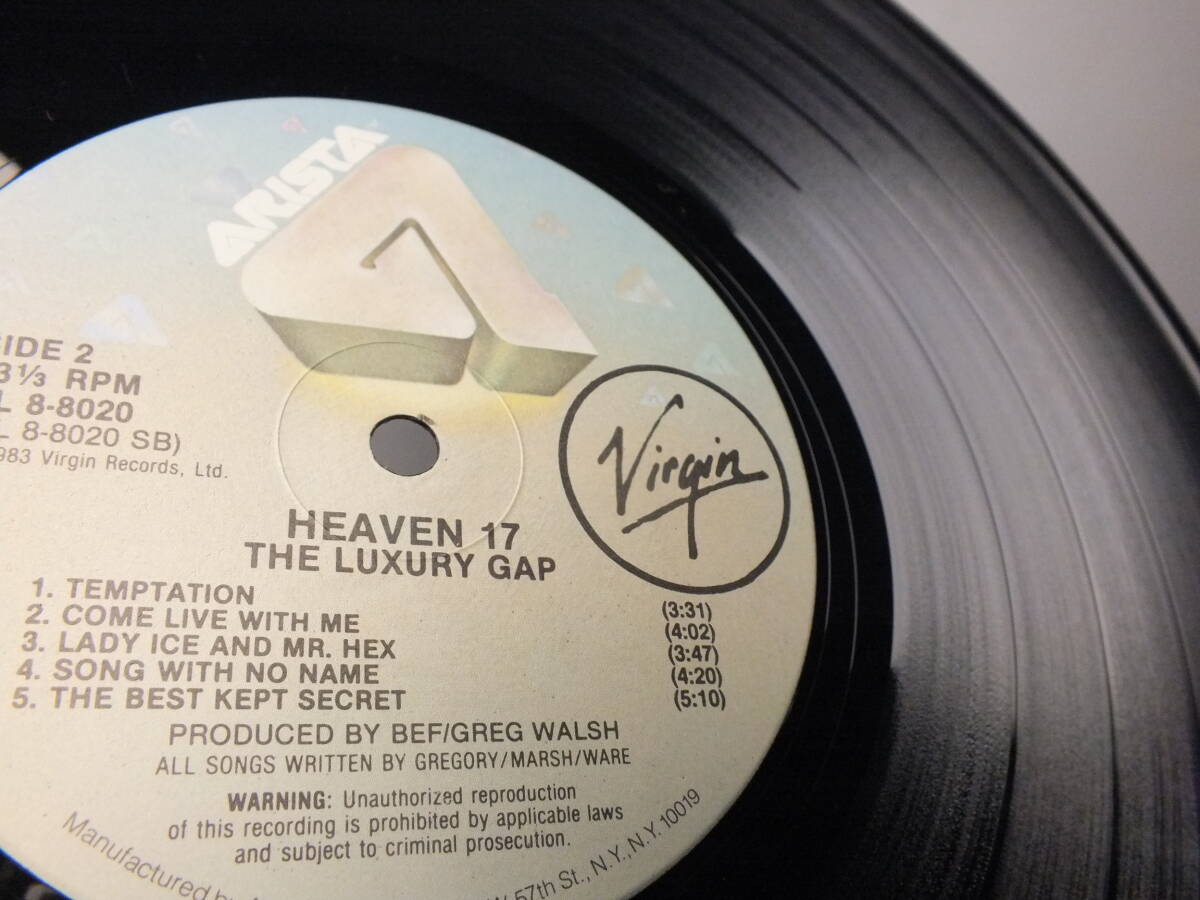 ARISTA
SIDE 2
3 1/3 RPM
L 8-8020
L 8-8020 SB)
983 Virgin Records, Ltd.
Virgin
HEAVEN 17
THE LUXURY GAP
1. TEMPTATION (3:31)
2. COME LIVE WITH ME (4:02)
3. LADY ICE AND MR. HEX (3:47)
4. SONG WITH NO NAME (4:20)
5. THE BEST KEPT SECRET (5:10)
PRODUCED BY BEF/GREG WALSH
ALL SONGS WRITTEN BY GREGORY/MARSH/WARE
WARNING: Unauthorized reproduction
of this recording is prohibited by applicable laws
and subject to criminal prosecution.
Manufactured by W. 57th St., N.Y., N.Y. 10019